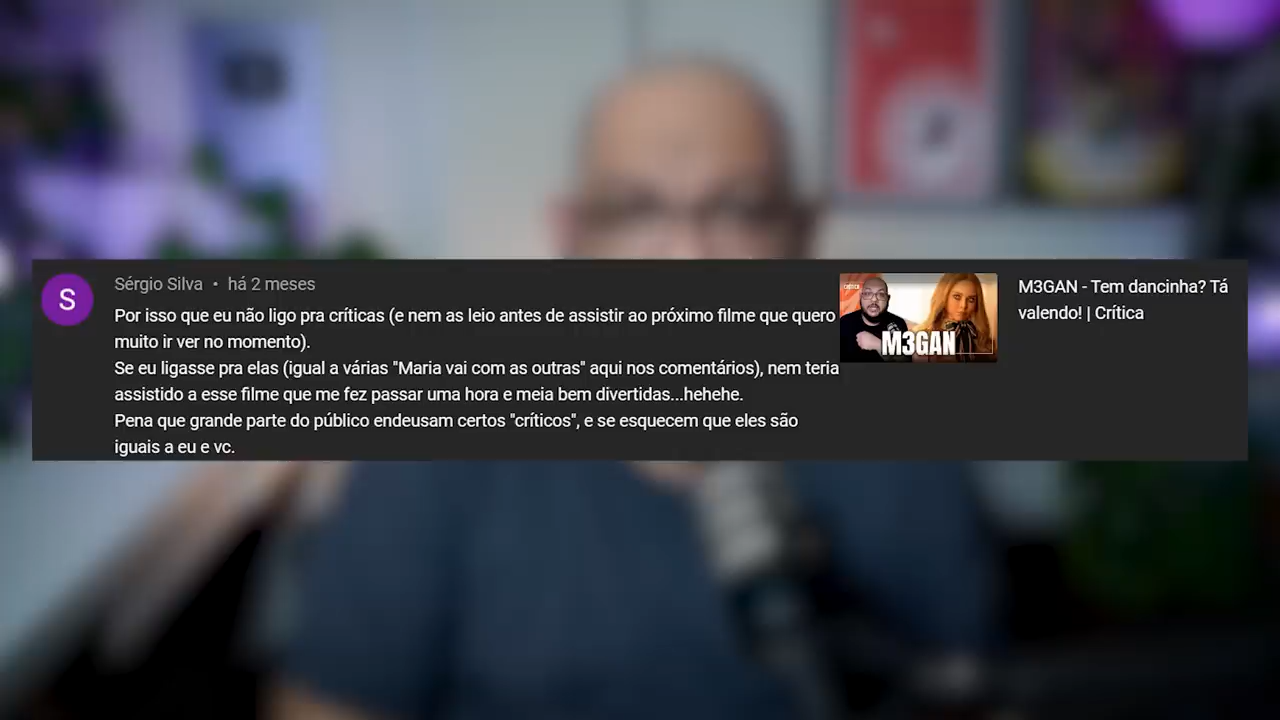 S
Sérgio Silva • há 2 meses
Por isso que eu não ligo pra críticas (e nem as leio antes de assistir ao próximo filme que quero
muito ir ver no momento).
Se eu ligasse pra elas (igual a várias "Maria vai com as outras" aqui nos comentários), nem teria
assistido a esse filme que me fez passar uma hora e meia bem divertidas...hehehe.
Pena que grande parte do público endeusam certos "críticos", e se esquecem que eles são
iguais a eu e vc.
M3GAN
M3GAN - Tem dancinha? Tá
valendo! | Crítica